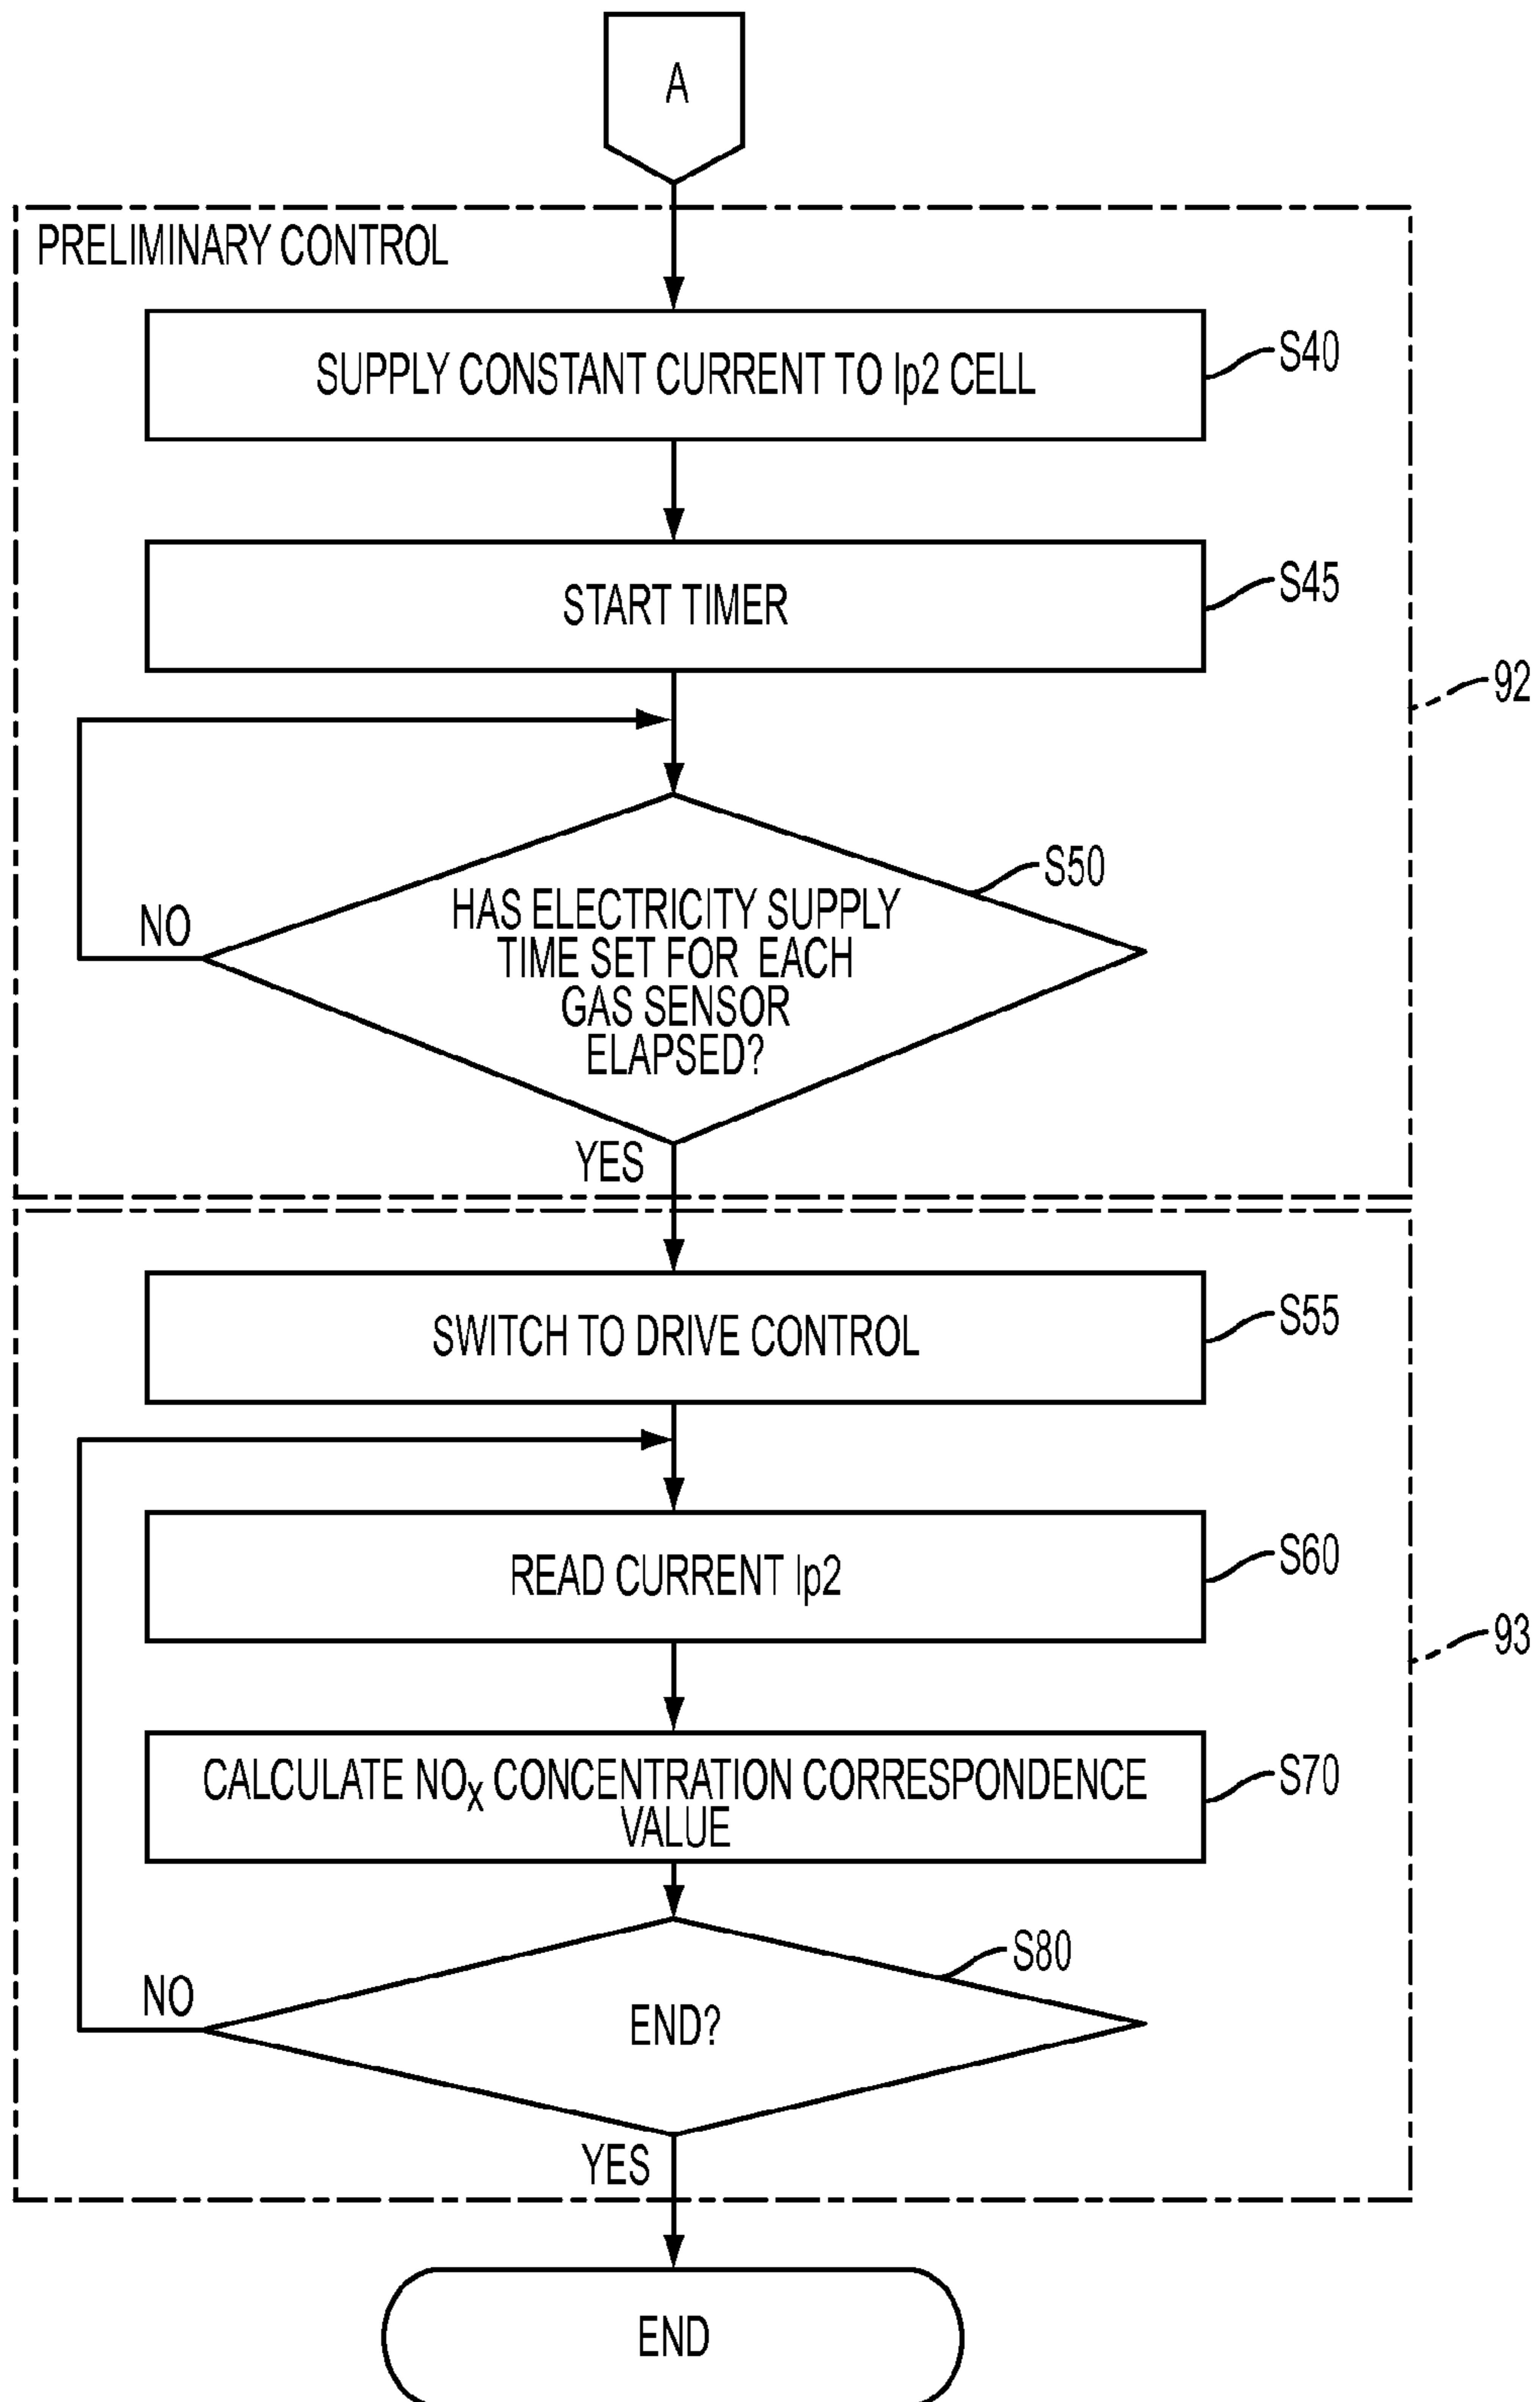 A
PRELIMINARY CONTROL
SUPPLY CONSTANT CURRENT TO Ip2 CELL
S40
START TIMER
S45
92
S50
HAS ELECTRICITY SUPPLY
TIME SET FOR EACH
GAS SENSOR
ELAPSED?
NO
YES
SWITCH TO DRIVE CONTROL
S55
READ CURRENT Ip2
S60
93
CALCULATE NOX CONCENTRATION CORRESPONDENCE
VALUE
S70
S80
NO
END?
YES
END